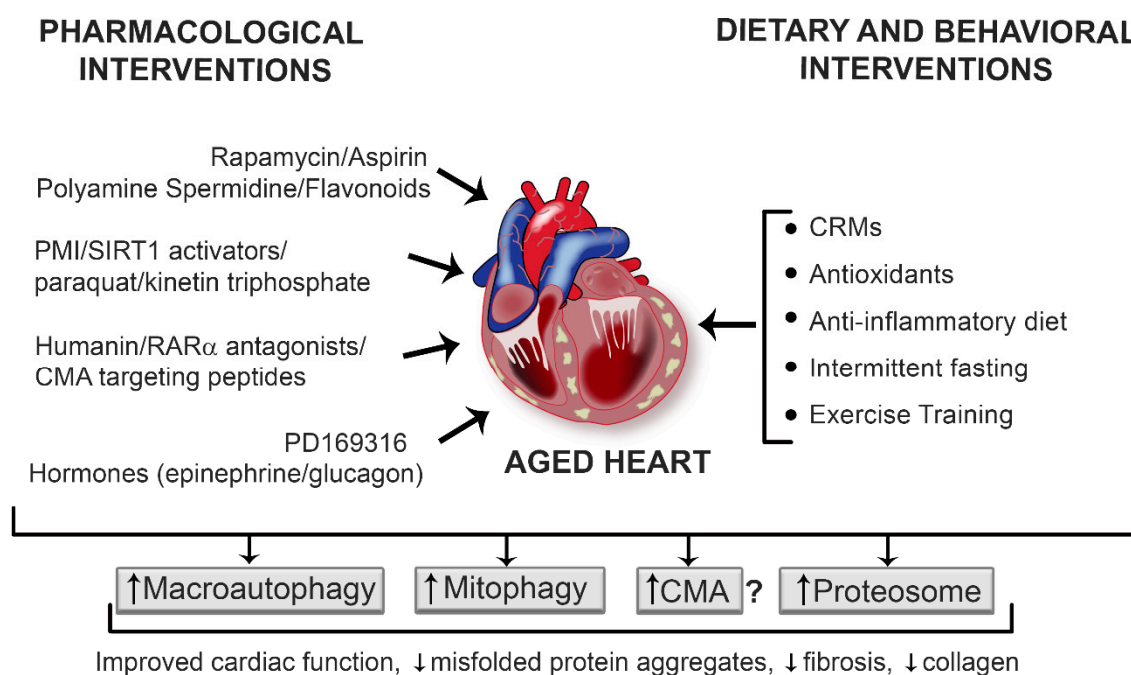 PHARMACOLOGICAL
INTERVENTIONS
DIETARY AND BEHAVIORAL
INTERVENTIONS
Rapamycin/Aspirin
Polyamine Spermidine/Flavonoids
PMI/SIRT1 activators/
paraquat/kinetin triphosphate
Humanin/RARα antagonists/
CMA targeting peptides
PD169316
Hormones (epinephrine/glucagon)
• CRMs
• Antioxidants
• Anti-inflammatory diet
• Intermittent fasting
• Exercise Training
AGED HEART
↑Macroautophagy
↑Mitophagy
↑CMA ?
↑Proteosome
Improved cardiac function, ↓misfolded protein aggregates, ↓fibrosis, ↓collagen